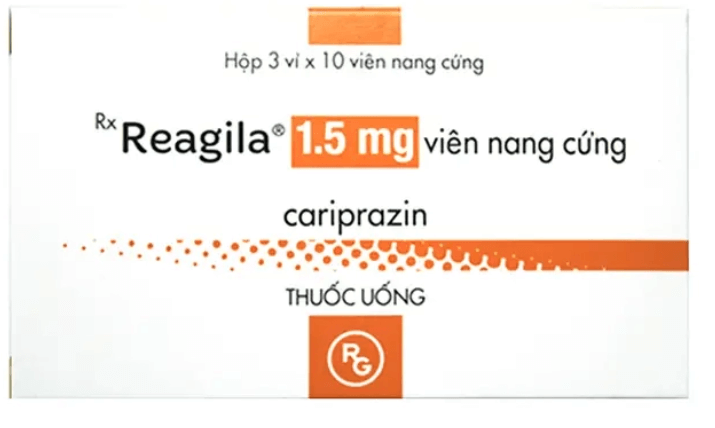 Hộp 3 vỉ x 10 viên nang cứng
Rx Reagila® 1.5 mg viên nang cứng
cariprazin
THUỐC UỐNG
RG